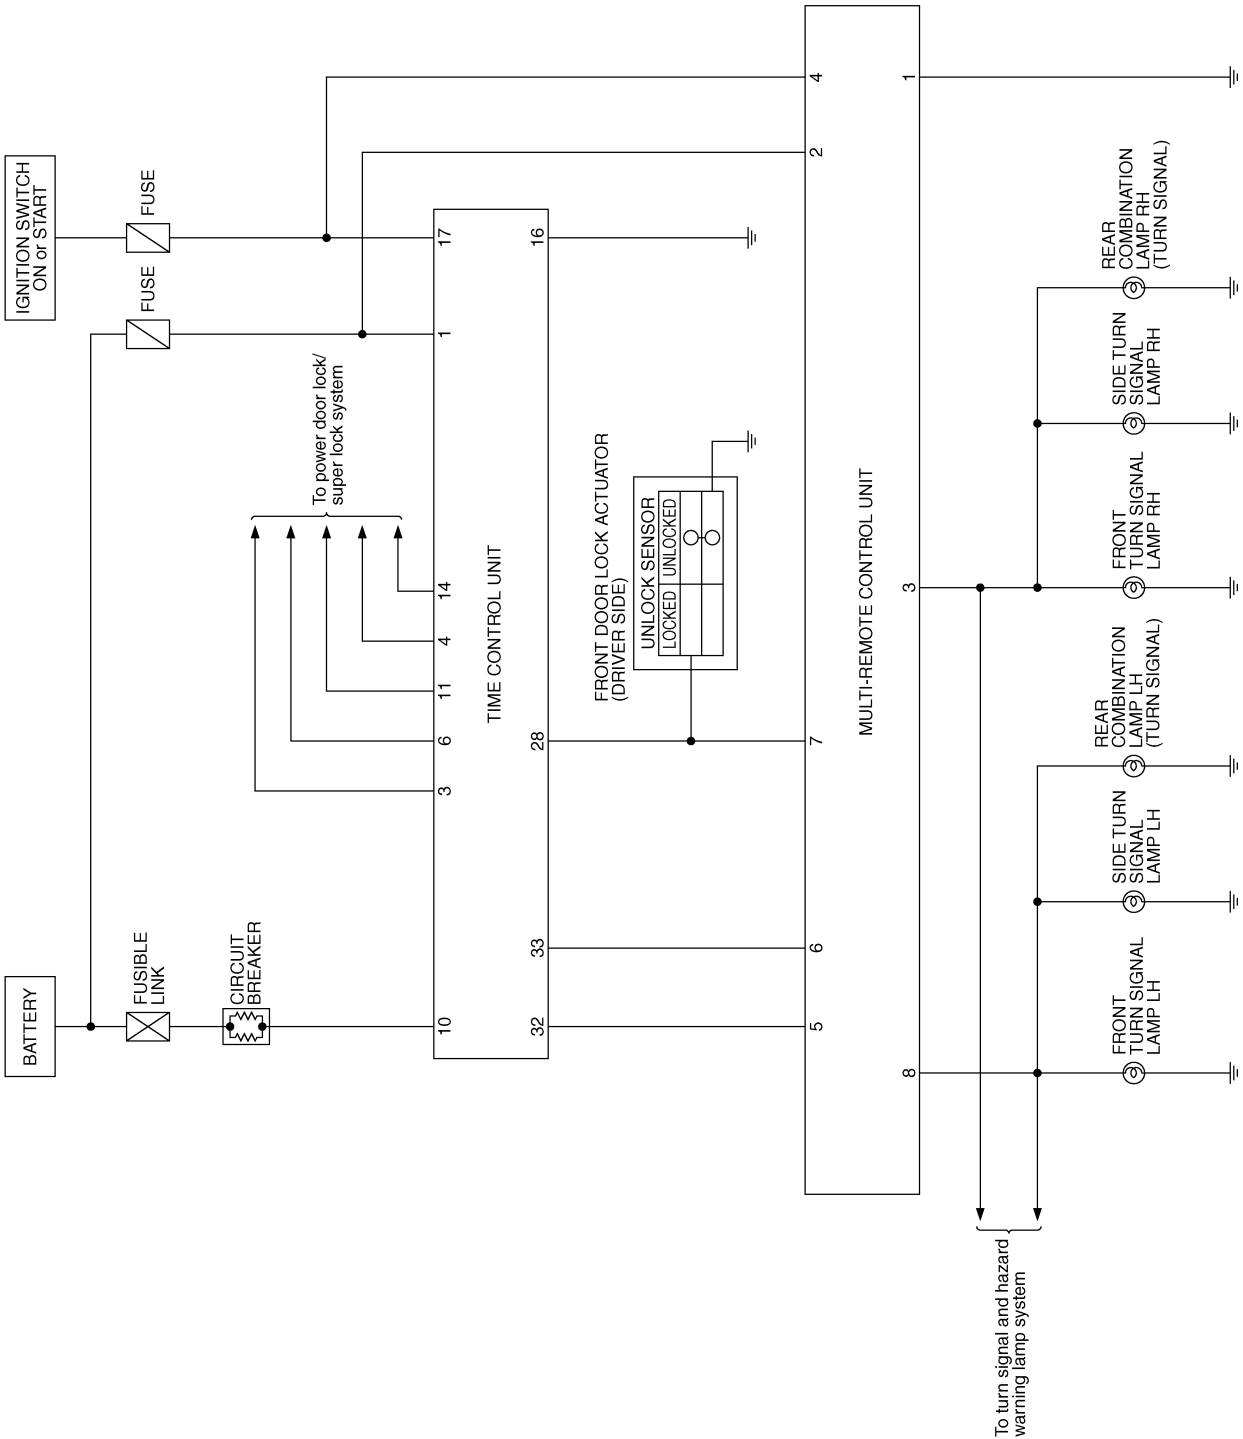 BATTERY
IGNITION SWITCH
ON or START
FUSIBLE
LINK
FUSE
FUSE
CIRCUIT
BREAKER
To power door lock/
super lock system
10
3
6
11
4
14
1
17
TIME CONTROL UNIT
32
33
28
16
FRONT DOOR LOCK ACTUATOR
(DRIVER SIDE)
UNLOCK SENSOR
LOCKED
UNLOCKED
5
6
7
2
4
MULTI-REMOTE CONTROL UNIT
8
3
1
To turn signal and hazard
warning lamp system
FRONT
TURN SIGNAL
LAMP LH
SIDE TURN
SIGNAL
LAMP LH
REAR
COMBINATION
LAMP LH
(TURN SIGNAL)
FRONT
TURN SIGNAL
LAMP RH
SIDE TURN
SIGNAL
LAMP RH
REAR
COMBINATION
LAMP RH
(TURN SIGNAL)